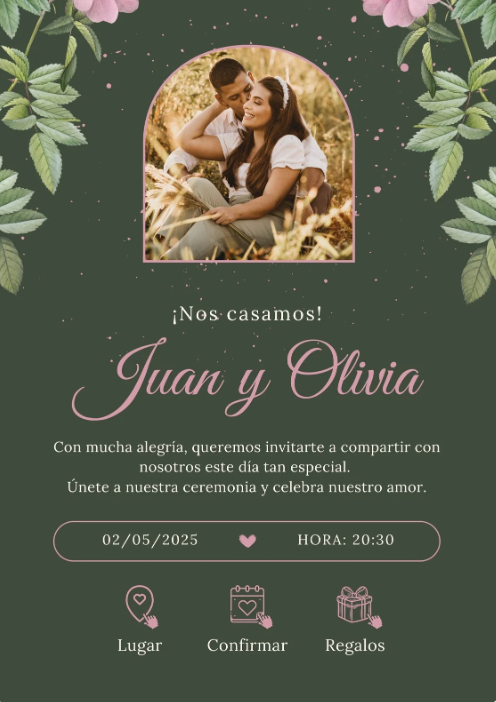 ¡Nos casamos!
Juan y Olivia
Con mucha alegría, queremos invitarte a compartir con
nosotros este día tan especial.
Únete a nuestra ceremonia y celebra nuestro amor.
02/05/2025 HORA: 20:30
Lugar Confirmar Regalos